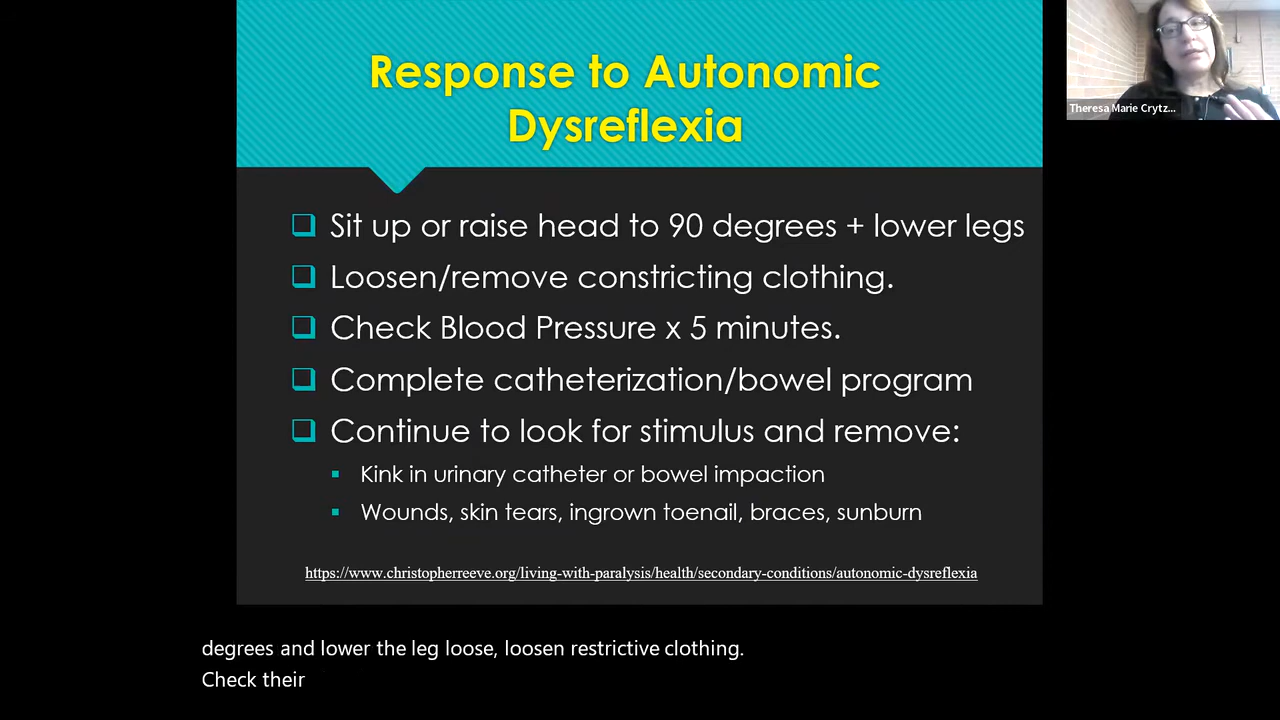 Response to Autonomic
Dysreflexia
Sit up or raise head to 90 degrees + lower legs
Loosen/remove constricting clothing.
Check Blood Pressure x 5 minutes.
Complete catheterization/bowel program
Continue to look for stimulus and remove:
Kink in urinary catheter or bowel impaction
Wounds, skin tears, ingrown toenail, braces, sunburn
https://www.christopherreeve.org/living-with-paralysis/health/secondary-conditions/autonomic-dysreflexia
Theresa Marie Crytz...
degrees and lower the leg loose, loosen restrictive clothing.
Check their